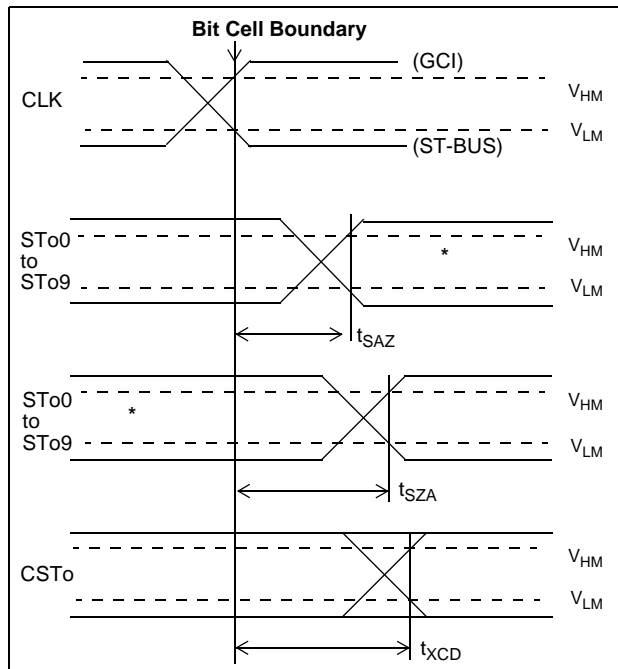 Bit Cell Boundary
(GCI)
CLK
V_HM
V_LM
(ST-BUS)
STo0
to
STo9
*
V_HM
V_LM
t_SAZ
STo0
to
STo9
*
V_HM
V_LM
t_SZA
CSTo
V_HM
V_LM
t_XCD